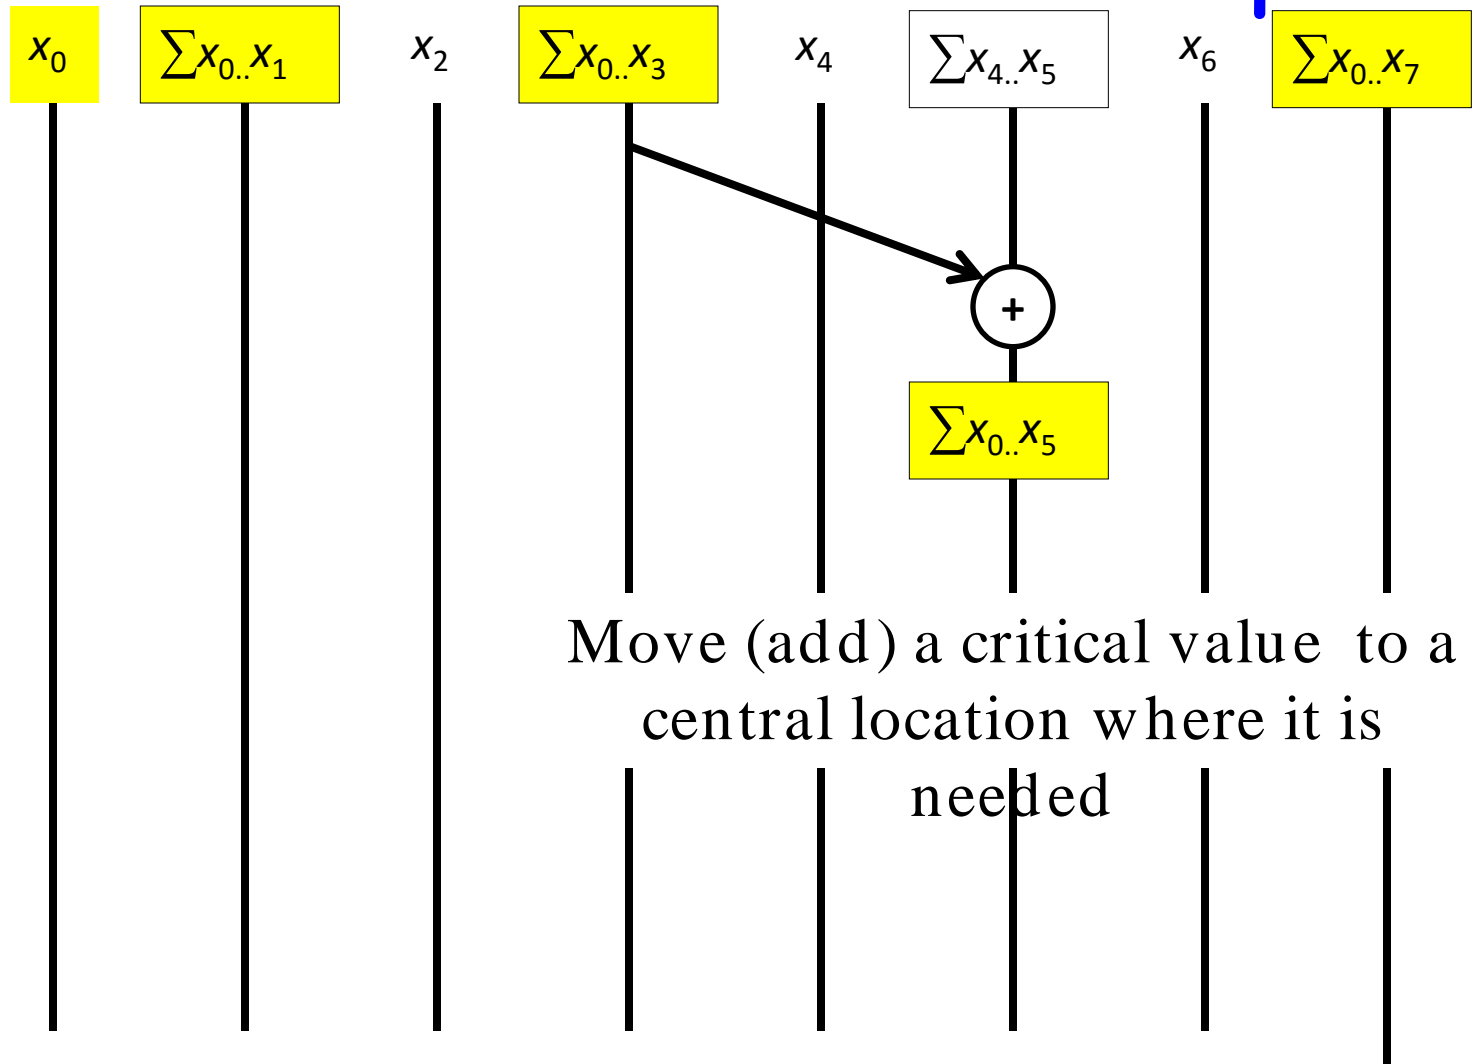 x₀ ∑x₀..x₁ x₂ ∑x₀..x₃ x₄ ∑x₄..x₅ x₆ ∑x₀..x₇
+
∑x₀..x₅
Move (add) a critical value to a
central location where it is
needed